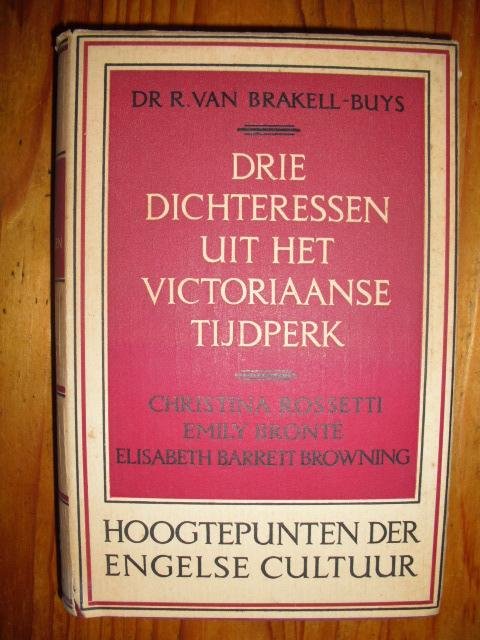 DR R. VAN BRAKELL-BUYS
DRIE
DICHTERESSEN
UIT HET
VICTORIAANSE
TIJDPERK
CHRISTINA ROSSETTI
EMILY BRONTË
ELISABETH BARRETT BROWNING
HOOGTEPUNTEN DER
ENGELSE CULTUUR